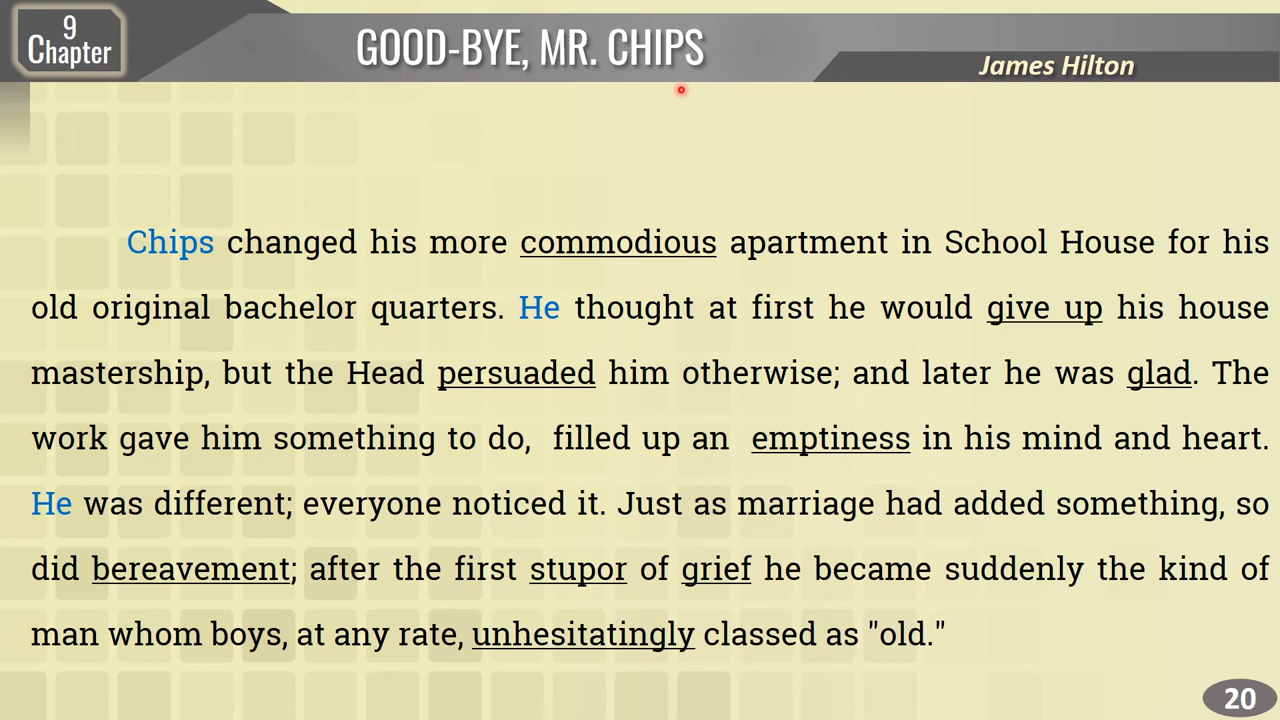 9
Chapter
GOOD-BYE, MR. CHIPS
James Hilton
Chips changed his more commodious apartment in School House for his
old original bachelor quarters. He thought at first he would give up his house
mastership, but the Head persuaded him otherwise; and later he was glad. The
work gave him something to do, filled up an emptiness in his mind and heart.
He was different; everyone noticed it. Just as marriage had added something, so
did bereavement; after the first stupor of grief he became suddenly the kind of
man whom boys, at any rate, unhesitatingly classed as "old."
20